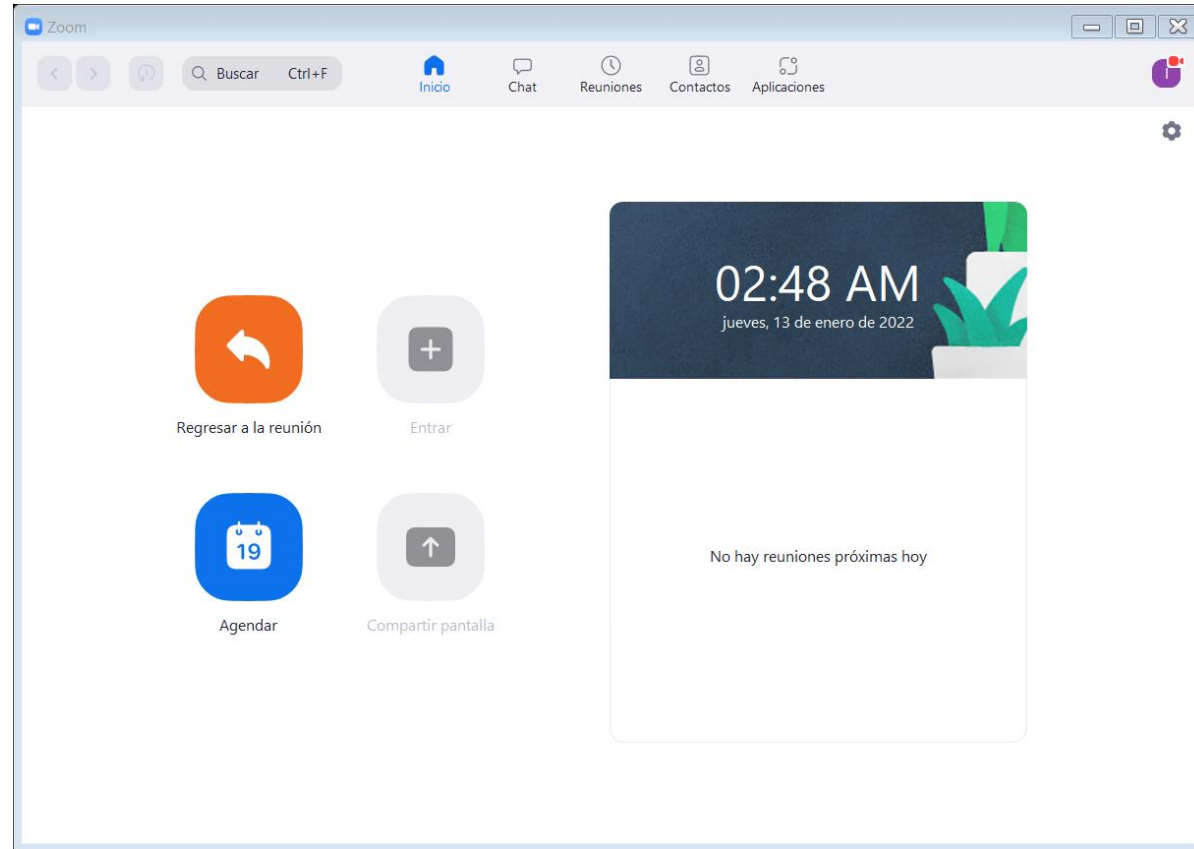 Zoom
Buscar Ctrl+F
Inicio
Chat
Reuniones
Contactos
Aplicaciones
02:48 AM
jueves, 13 de enero de 2022
Regresar a la reunión
Entrar
19
Agendar
Compartir pantalla
No hay reuniones próximas hoy